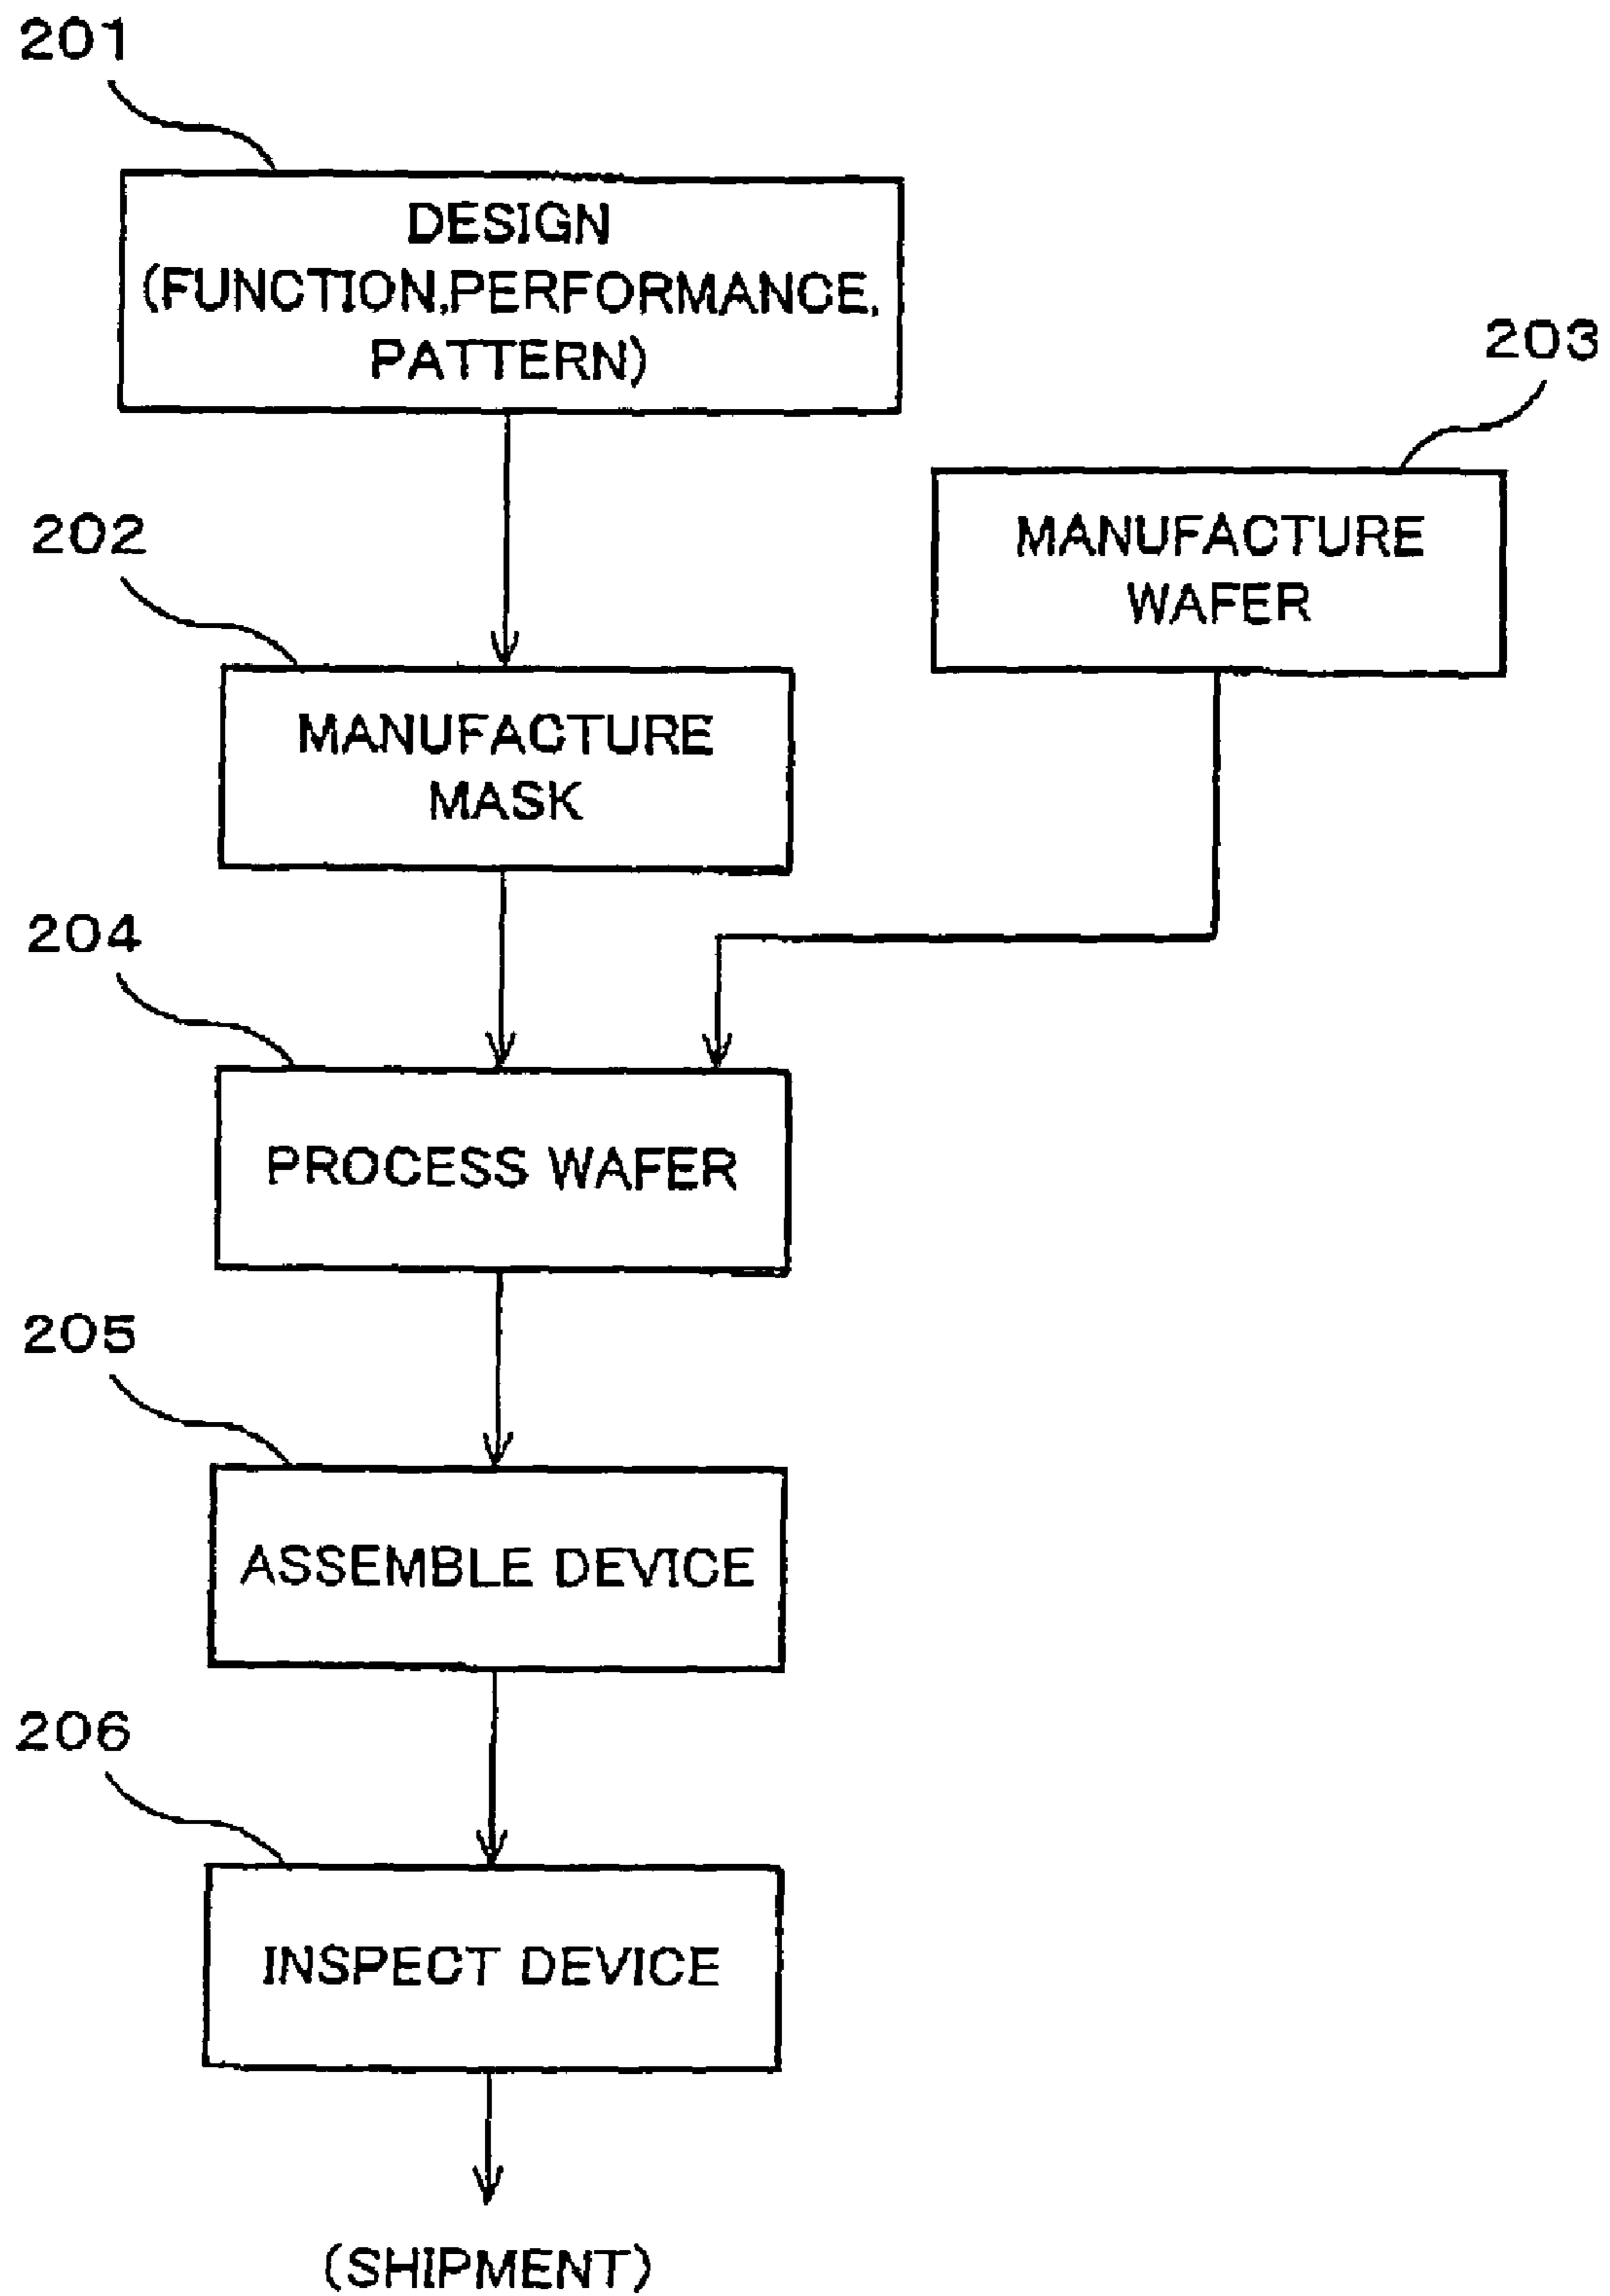 201
DESIGN
(FUNCTION,PERFORMANCE,
PATTERN)
203
MANUFACTURE
WAFER
202
MANUFACTURE
MASK
204
PROCESS WAFER
205
ASSEMBLE DEVICE
206
INSPECT DEVICE
(SHIPMENT)